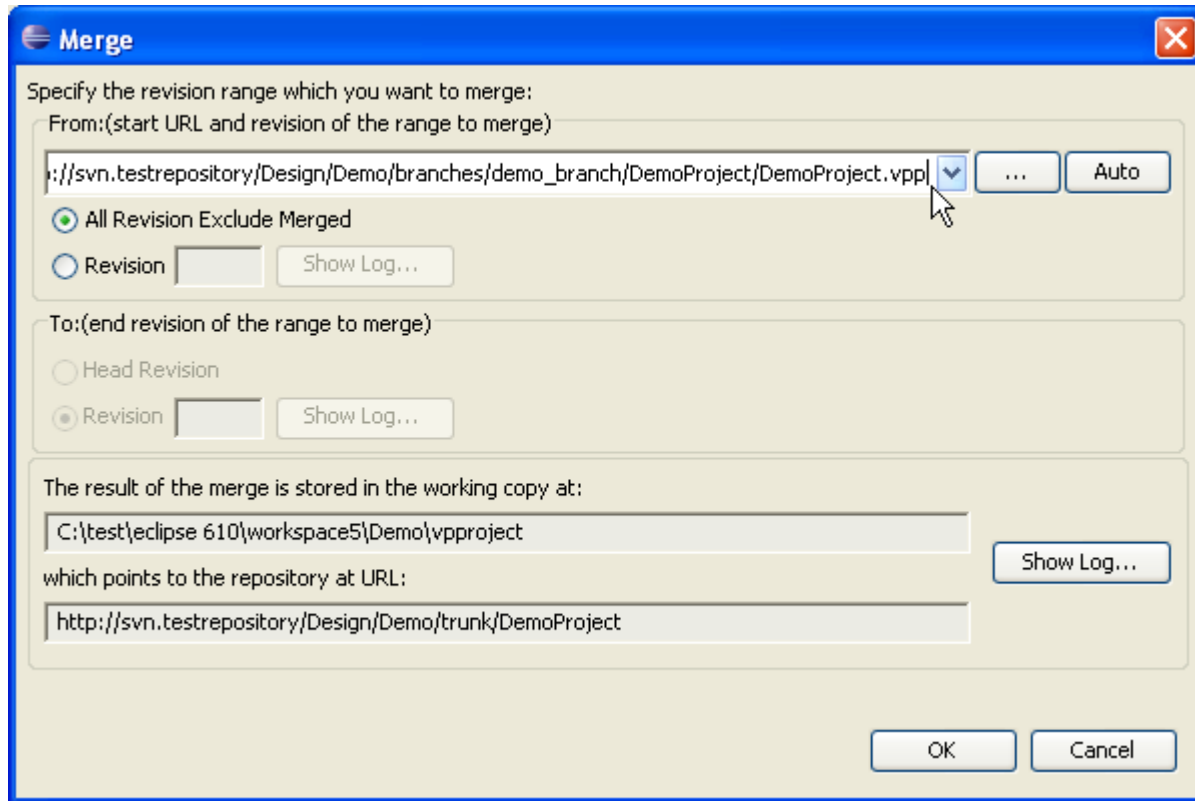 Merge
Specify the revision range which you want to merge:
From:(start URL and revision of the range to merge)
://svn.testrepository/Design/Demo/branches/demo_branch/DemoProject/DemoProject.vpp ... Auto
All Revision Exclude Merged
Revision Show Log...
To:(end revision of the range to merge)
Head Revision
Revision Show Log...
The result of the merge is stored in the working copy at:
C:\test\eclipse 610\workspace5\Demo\vpproject
Show Log...
which points to the repository at URL:
http://svn.testrepository/Design/Demo/trunk/DemoProject
OK Cancel